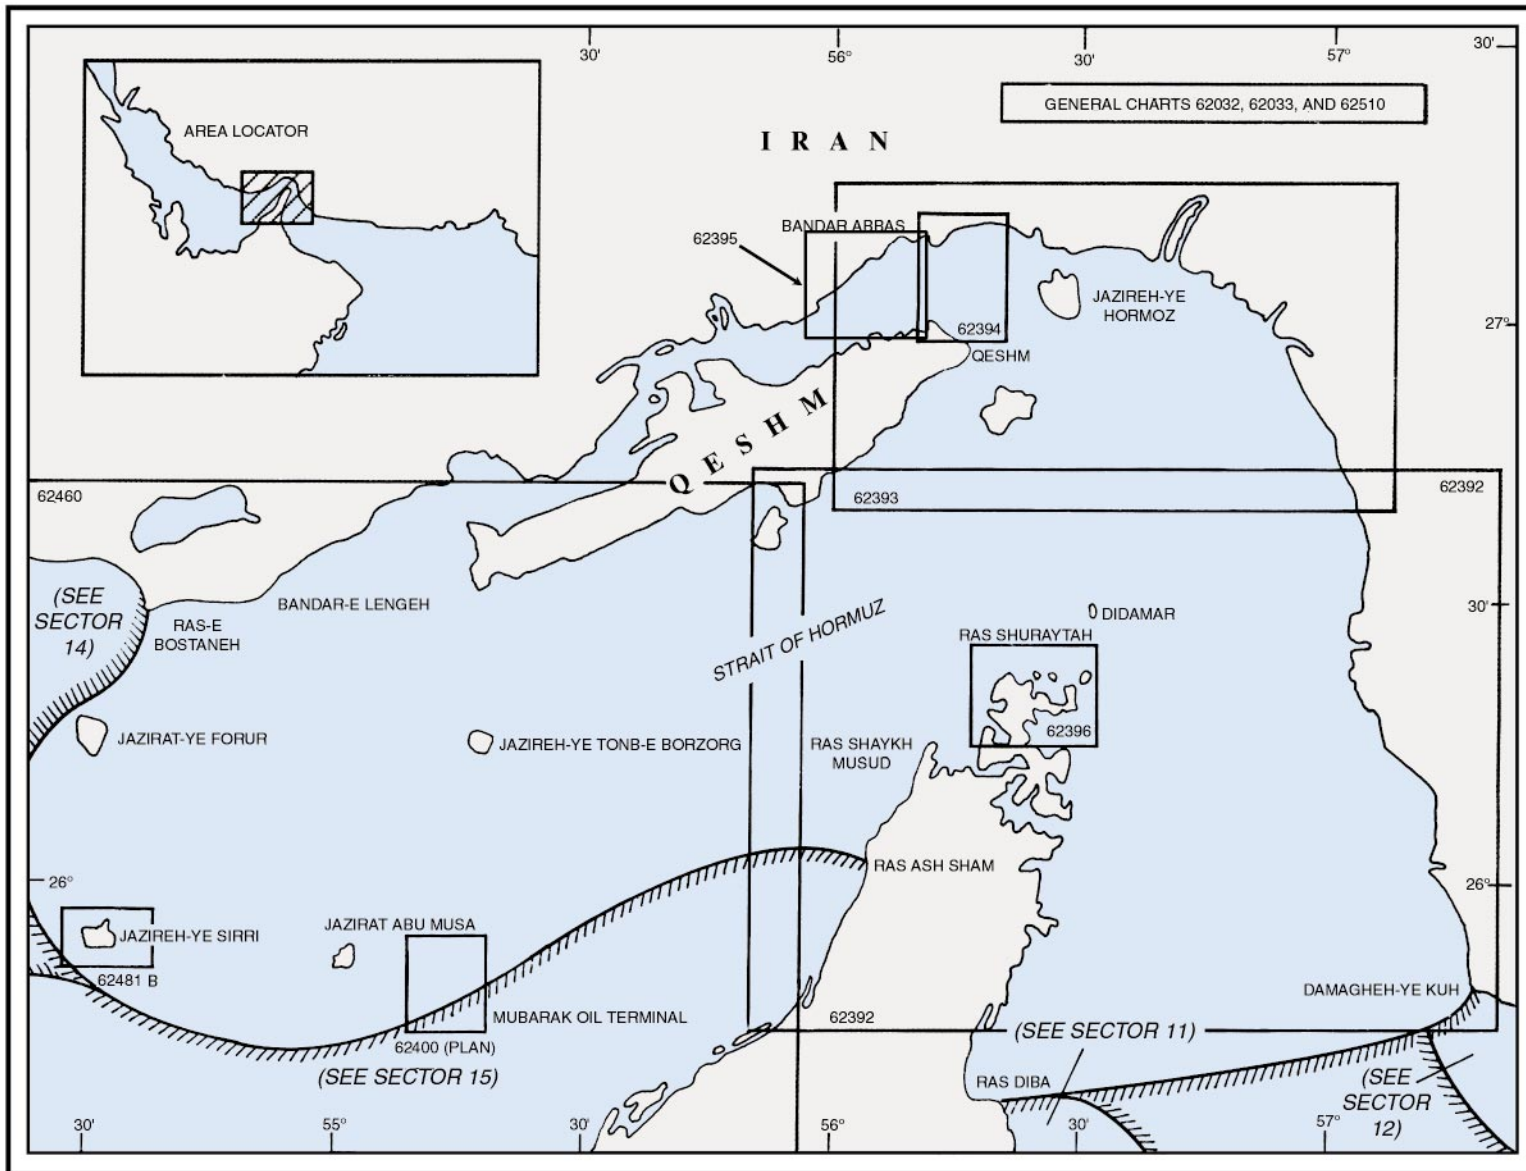 30'
56°
30'
57°
30'
GENERAL CHARTS 62032, 62033, AND 62510
AREA LOCATOR
I R A N
BANDAR ABBAS
62395
62394
JAZIREH-YE
HORMOZ
27°
QESHM
Q E S H M
62460
62393
62392
(SEE
SECTOR
14)
BANDAR-E LENGEH
RAS-E
BOSTANEH
STRAIT OF HORMUZ
DIDAMAR
30'
RAS SHURAYTAH
62396
JAZIRAT-YE FORUR
JAZIREH-YE TONB-E BORZORG
RAS SHAYKH
MUSUD
RAS ASH SHAM
26°
26°
JAZIREH-YE SIRRI
62481 B
JAZIRAT ABU MUSA
MUBARAK OIL TERMINAL
62400 (PLAN)
(SEE SECTOR 15)
62392
DAMAGHEH-YE KUH
(SEE SECTOR 11)
RAS DIBA
(SEE
SECTOR
12)
30'
55°
30'
56°
30'
57°